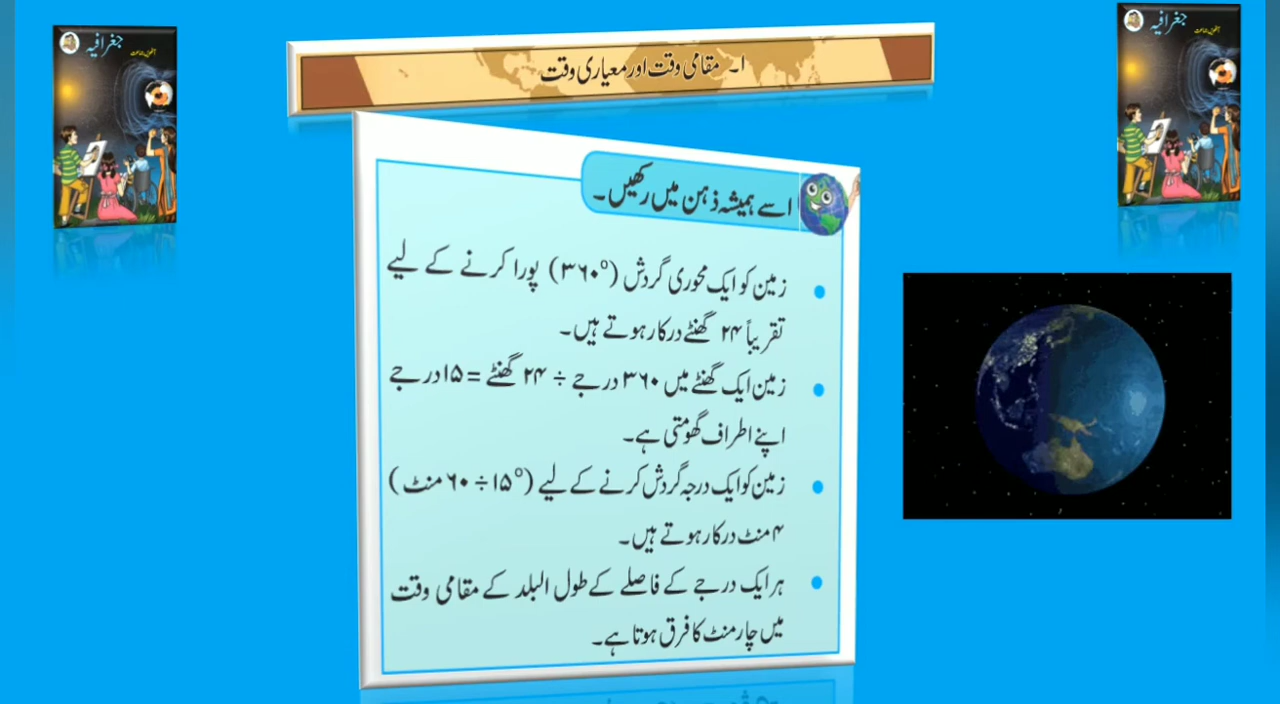 جغرافیہ
آٹھویں جماعت
۱۔ مقامی وقت اور معیاری وقت
جغرافیہ
آٹھویں جماعت
اسے ہمیشہ ذہن میں رکھیں۔
زمین کو ایک محوری گردش (۳۶۰°) پورا کرنے کے لیے
تقریباً ۲۴ گھنٹے درکار ہوتے ہیں۔
زمین ایک گھنٹے میں ۳۶۰ درجے ÷ ۲۴ گھنٹے = ۱۵ درجے
اپنے اطراف گھومتی ہے۔
زمین کو ایک درجہ گردش کرنے کے لیے (۱۵° ÷ ۶۰ منٹ)
۴ منٹ درکار ہوتے ہیں۔
ہر ایک درجے کے فاصلے کے طول البلد کے مقامی وقت
میں چار منٹ کا فرق ہوتا ہے۔